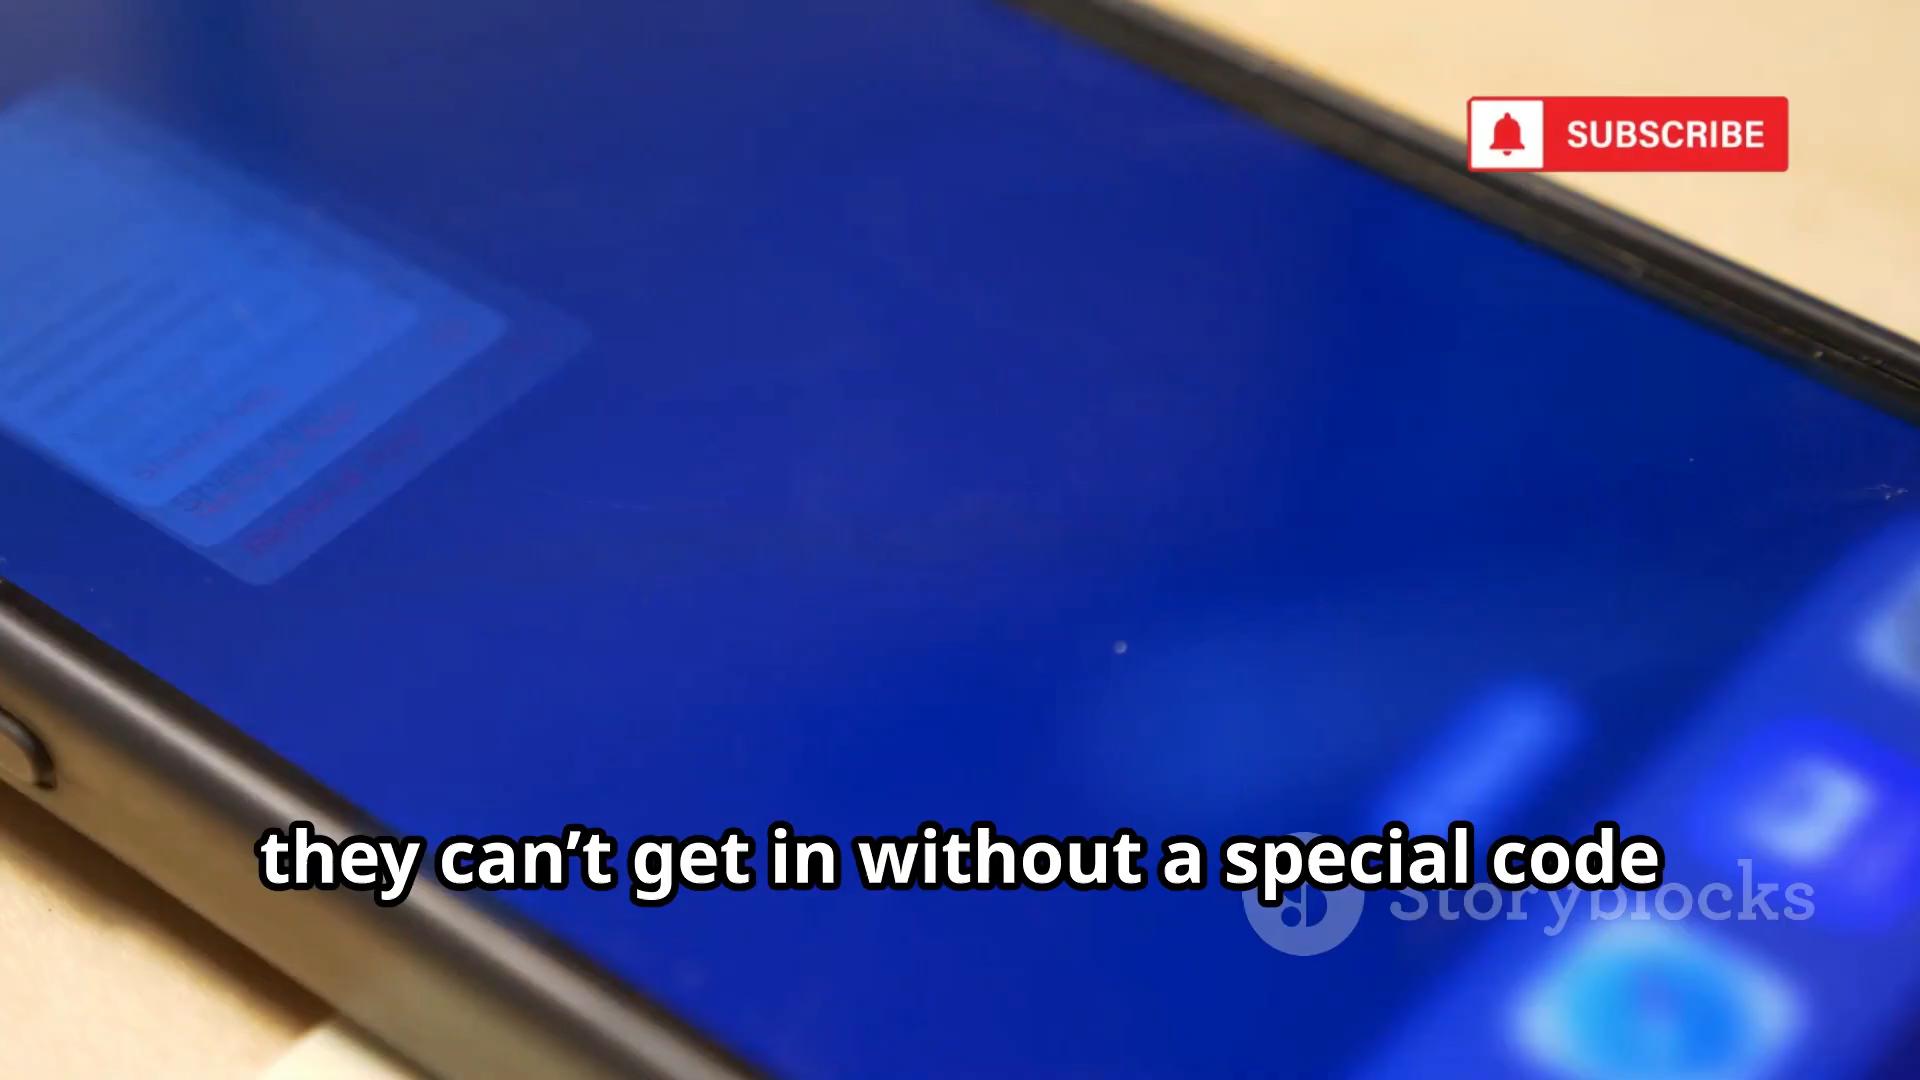 SUBSCRIBE
they can’t get in without a special code
Storyblocks